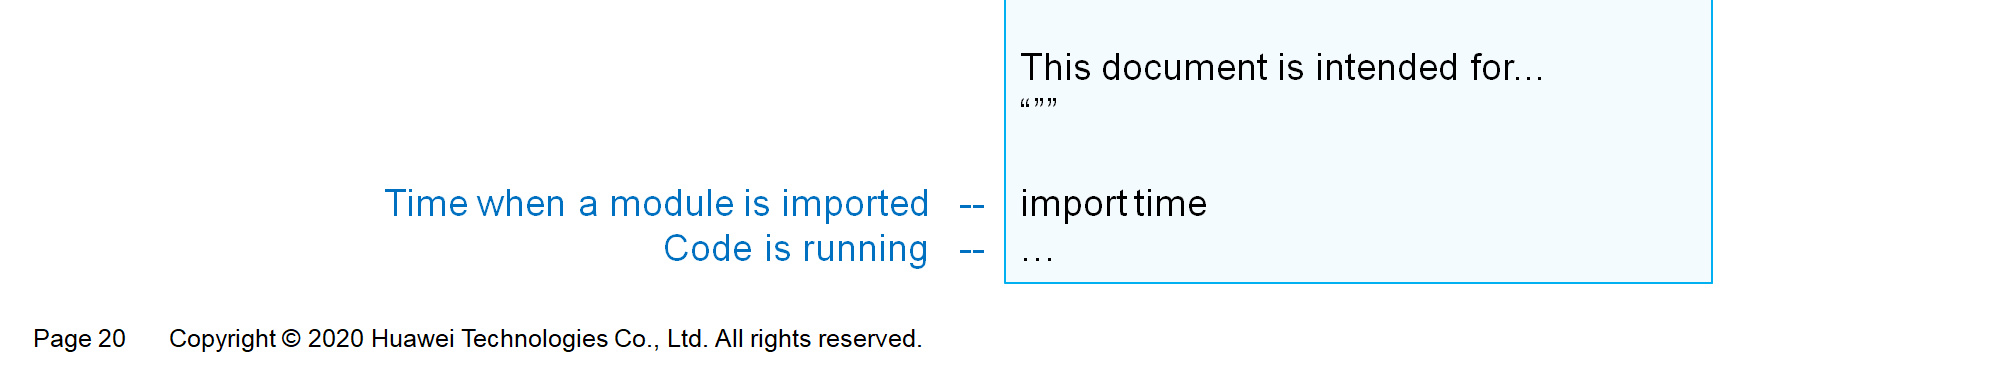 This document is intended for...
“””
Time when a module is imported -- import time
Code is running -- ...
Page 20 Copyright © 2020 Huawei Technologies Co., Ltd. All rights reserved.